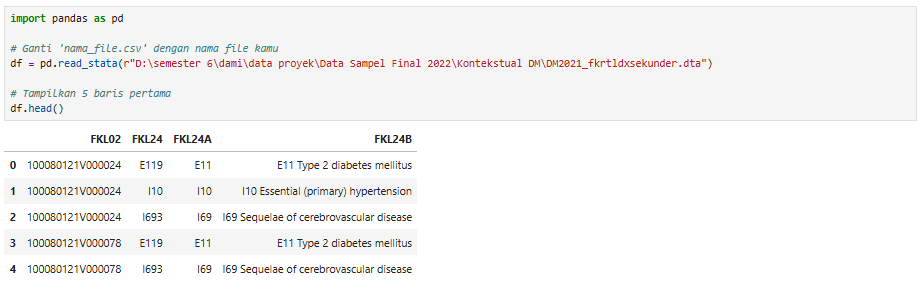 import pandas as pd
# Ganti 'nama_file.csv' dengan nama file kamu
df = pd.read_stata(r"D:\semester 6\dami\data proyek\Data Sampel Final 2022\Kontekstual DM\DM2021_fkrtldxsekunder.dta")
# Tampilkan 5 baris pertama
df.head()
FKL02 FKL24 FKL24A FKL24B
0 100080121V000024 E119 E11 E11 Type 2 diabetes mellitus
1 100080121V000024 I10 I10 I10 Essential (primary) hypertension
2 100080121V000024 I693 I69 I69 Sequelae of cerebrovascular disease
3 100080121V000078 E119 E11 E11 Type 2 diabetes mellitus
4 100080121V000078 I693 I69 I69 Sequelae of cerebrovascular disease